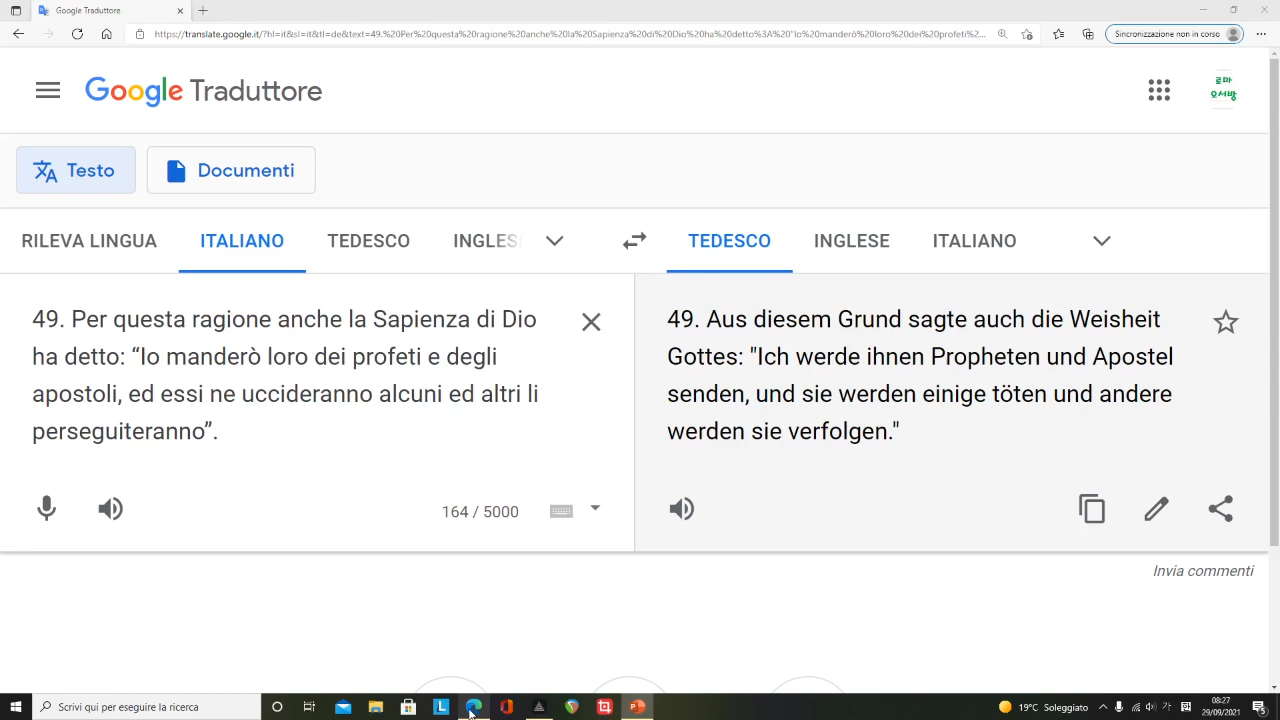 Google Traduttore
https://translate.google.it/?hl=it&sl=it&tl=de&text=49.%20Per%20questa%20ragione%20anche%20la%20Sapienza%20di%20Dio%20ha%20detto%3A%20"Io%20manderò%20loro%20dei%20profeti%2...
Sincronizzazione non in corso
Google Traduttore
로마
오서방
Testo
Documenti
RILEVA LINGUA ITALIANO TEDESCO INGLESE
TEDESCO INGLESE ITALIANO
49. Per questa ragione anche la Sapienza di Dio
ha detto: “Io manderò loro dei profeti e degli
apostoli, ed essi ne uccideranno alcuni ed altri li
perseguiteranno”.
164 / 5000
49. Aus diesem Grund sagte auch die Weisheit
Gottes: "Ich werde ihnen Propheten und Apostel
senden, und sie werden einige töten und andere
werden sie verfolgen."
Invia commenti
Scrivi qui per eseguire la ricerca
19°C Soleggiato
08:27
29/09/2021